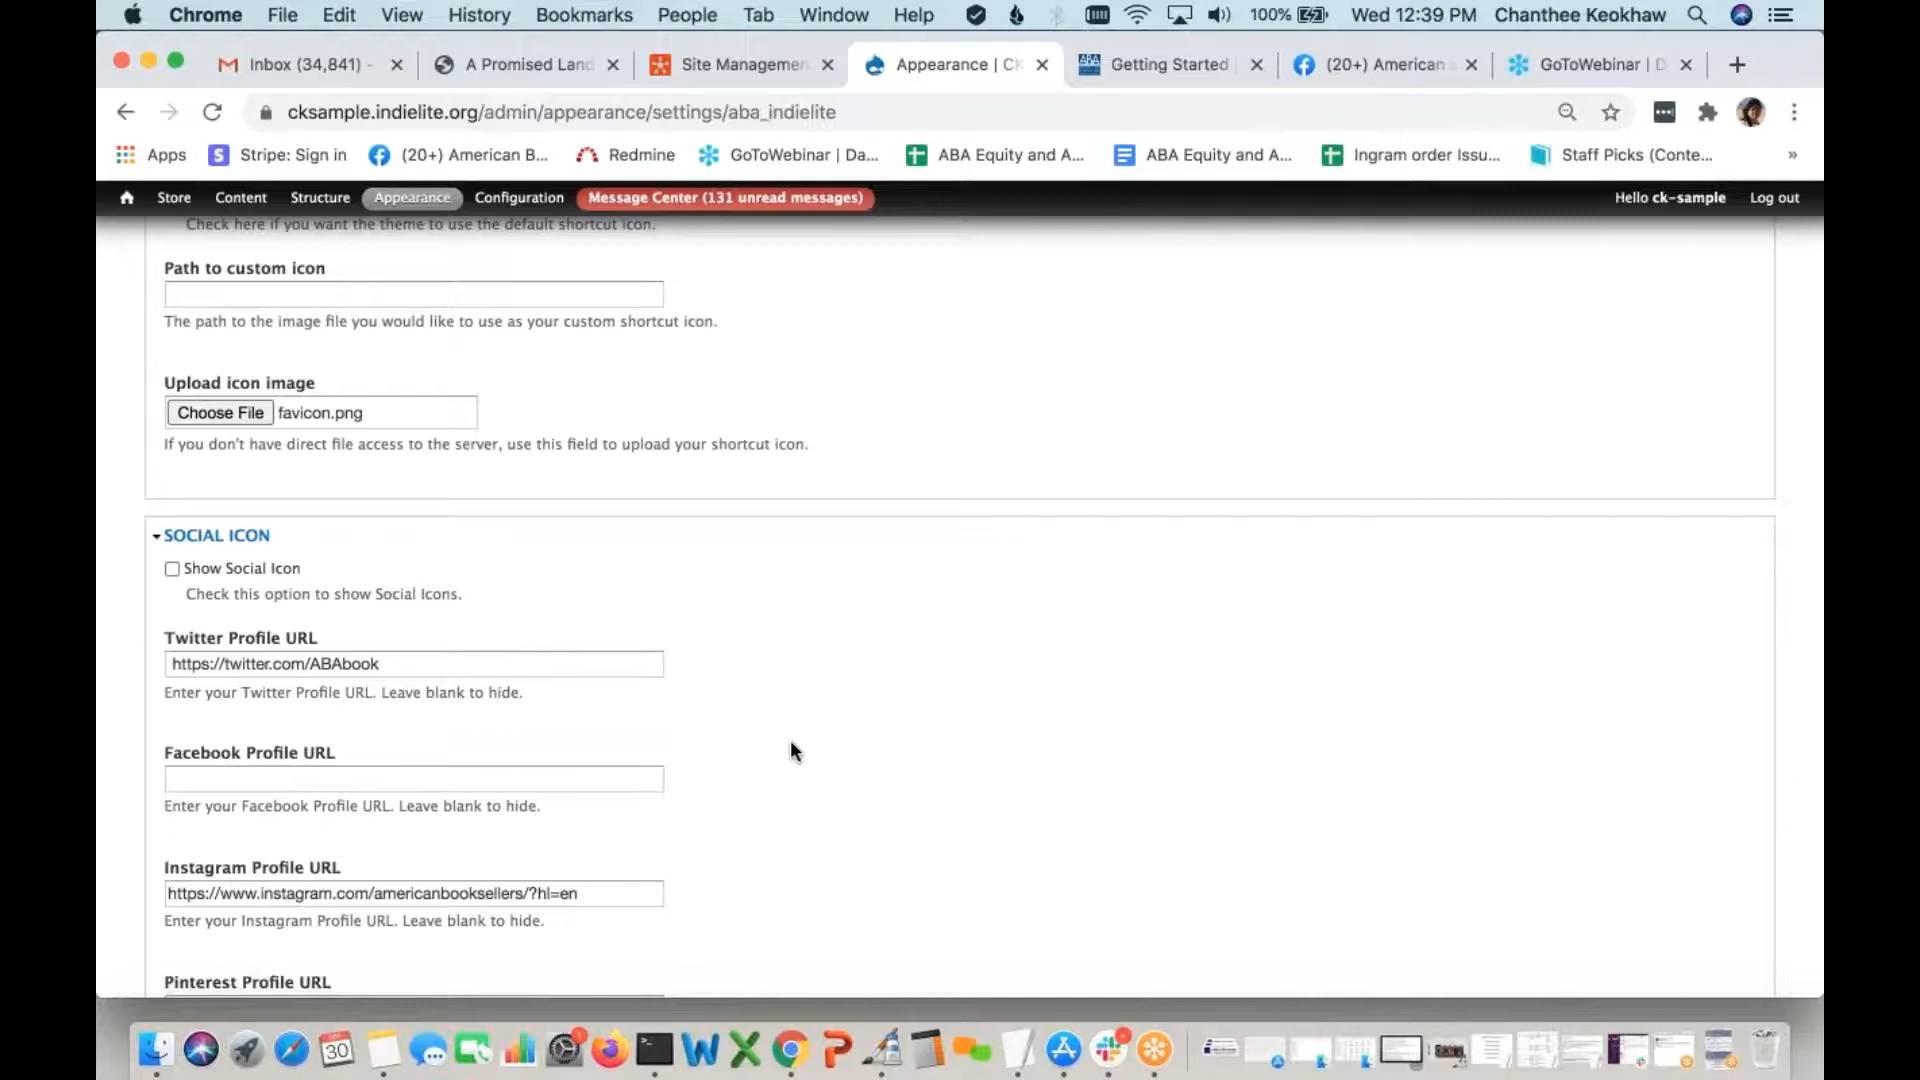 Chrome File Edit View History Bookmarks People Tab Window Help 100% Wed 12:39 PM Chanthee Keokhaw
Inbox (34,841) - A Promised Land Site Managemen Appearance | CK Getting Started (20+) American GoToWebinar | D
cksample.indielite.org/admin/appearance/settings/aba_indielite
Apps Stripe: Sign in (20+) American B... Redmine GoToWebinar | Da... ABA Equity and A... ABA Equity and A... Ingram order Issu... Staff Picks (Conte... »
Store Content Structure Appearance Configuration Message Center (131 unread messages) Hello ck-sample Log out
Check here if you want the theme to use the default shortcut icon.
Path to custom icon
The path to the image file you would like to use as your custom shortcut icon.
Upload icon image
Choose File favicon.png
If you don't have direct file access to the server, use this field to upload your shortcut icon.
SOCIAL ICON
Show Social Icon
Check this option to show Social Icons.
Twitter Profile URL
https://twitter.com/ABAbook
Enter your Twitter Profile URL. Leave blank to hide.
Facebook Profile URL
Enter your Facebook Profile URL. Leave blank to hide.
Instagram Profile URL
https://www.instagram.com/americanbooksellers/?hl=en
Enter your Instagram Profile URL. Leave blank to hide.
Pinterest Profile URL
30